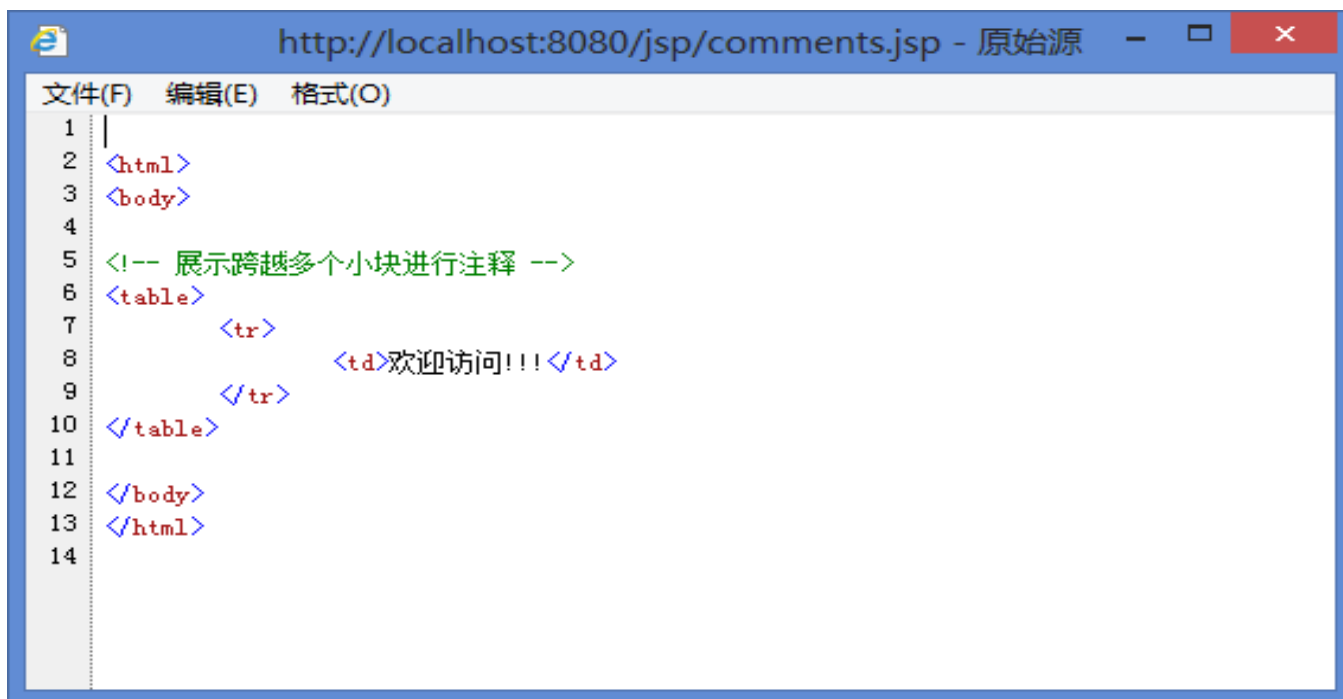 http://localhost:8080/jsp/comments.jsp - 原始源
文件(F) 编辑(E) 格式(O)
1
2 <html>
3 <body>
4
5 <!-- 展示跨越多个小块进行注释 -->
6 <table>
7 <tr>
8 <td>欢迎访问!!!</td>
9 </tr>
10 </table>
11
12 </body>
13 </html>
14